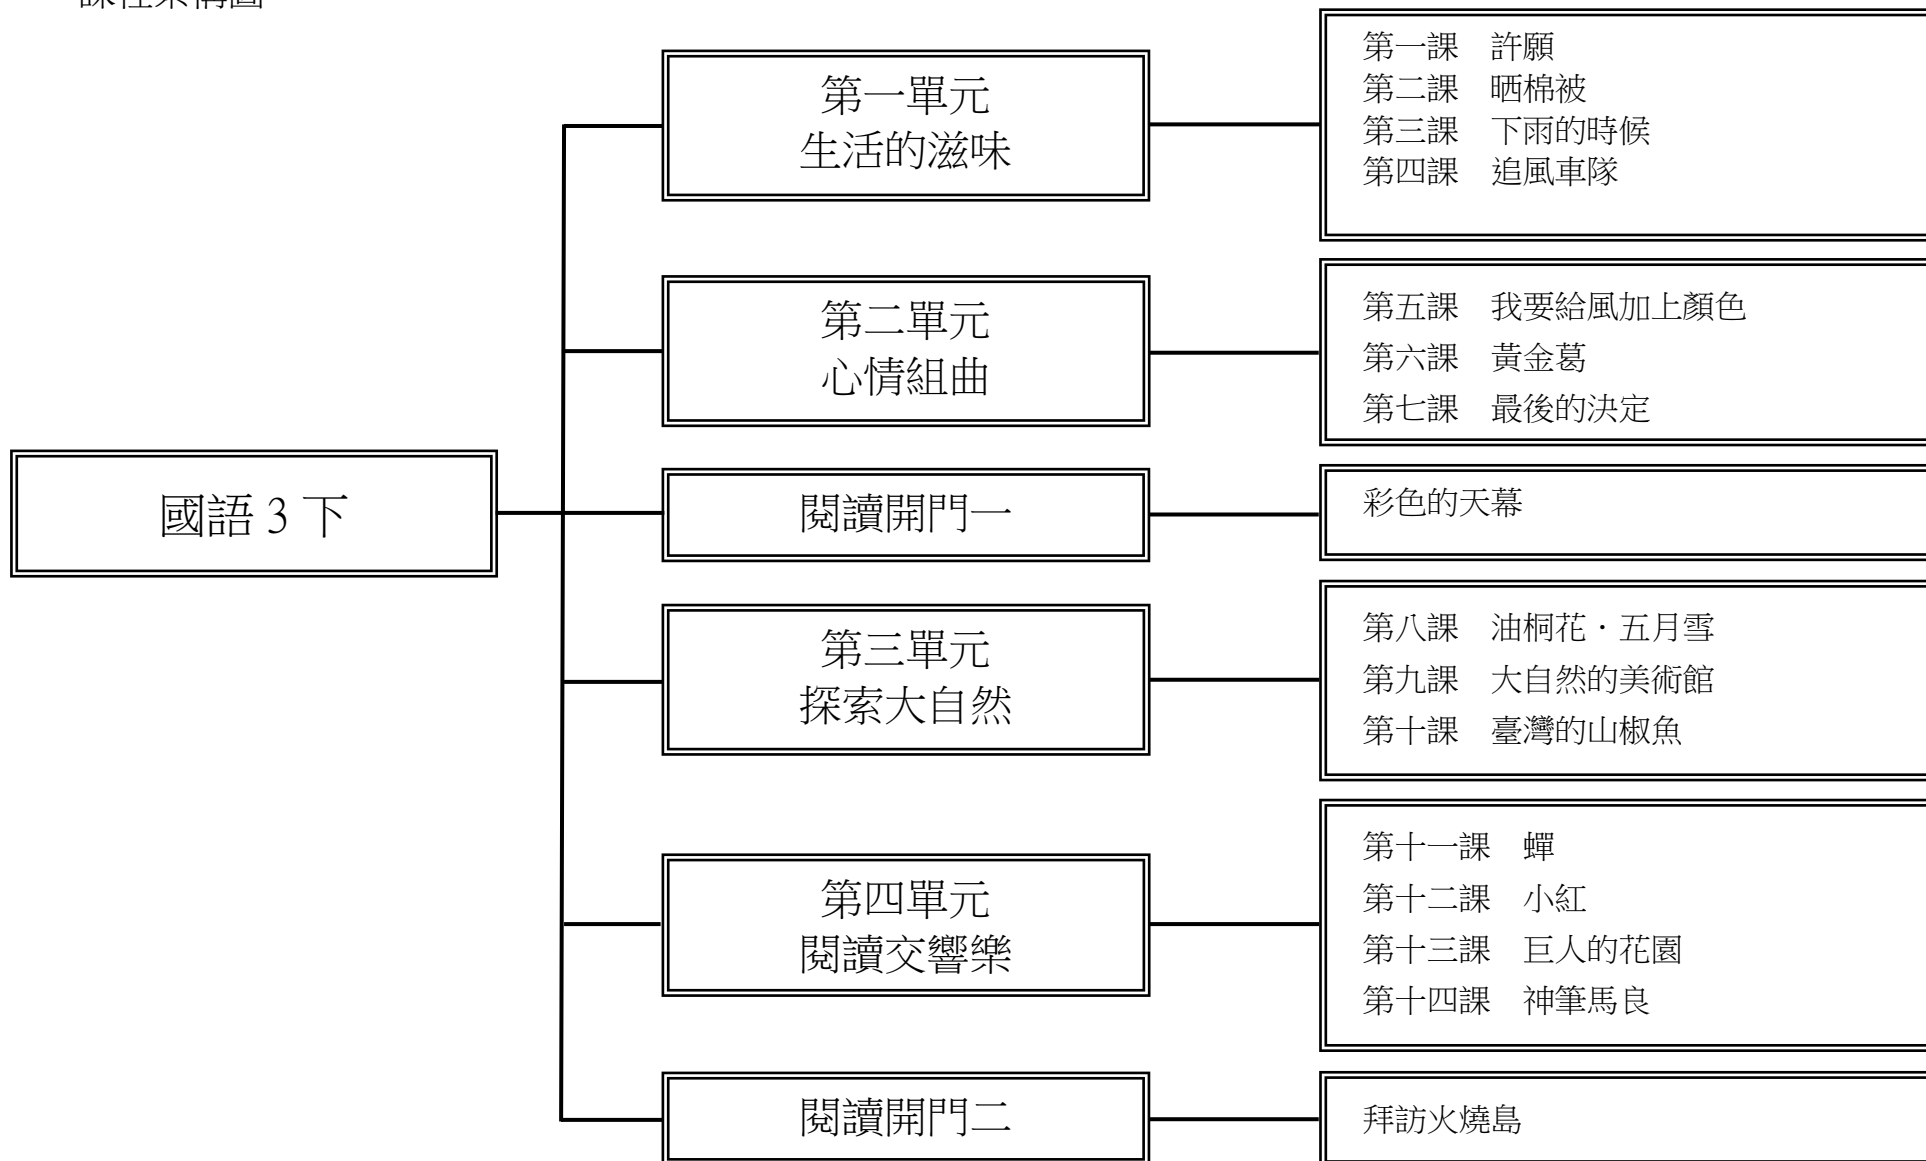 課程架構圖
國語 3 下
第一單元
生活的滋味
第一課　許願
第二課　晒棉被
第三課　下雨的時候
第四課　追風車隊
第二單元
心情組曲
第五課　我要給風加上顏色
第六課　黃金葛
第七課　最後的決定
閱讀開門一
彩色的天幕
第三單元
探索大自然
第八課　油桐花．五月雪
第九課　大自然的美術館
第十課　臺灣的山椒魚
第四單元
閱讀交響樂
第十一課　蟬
第十二課　小紅
第十三課　巨人的花園
第十四課　神筆馬良
閱讀開門二
拜訪火燒島